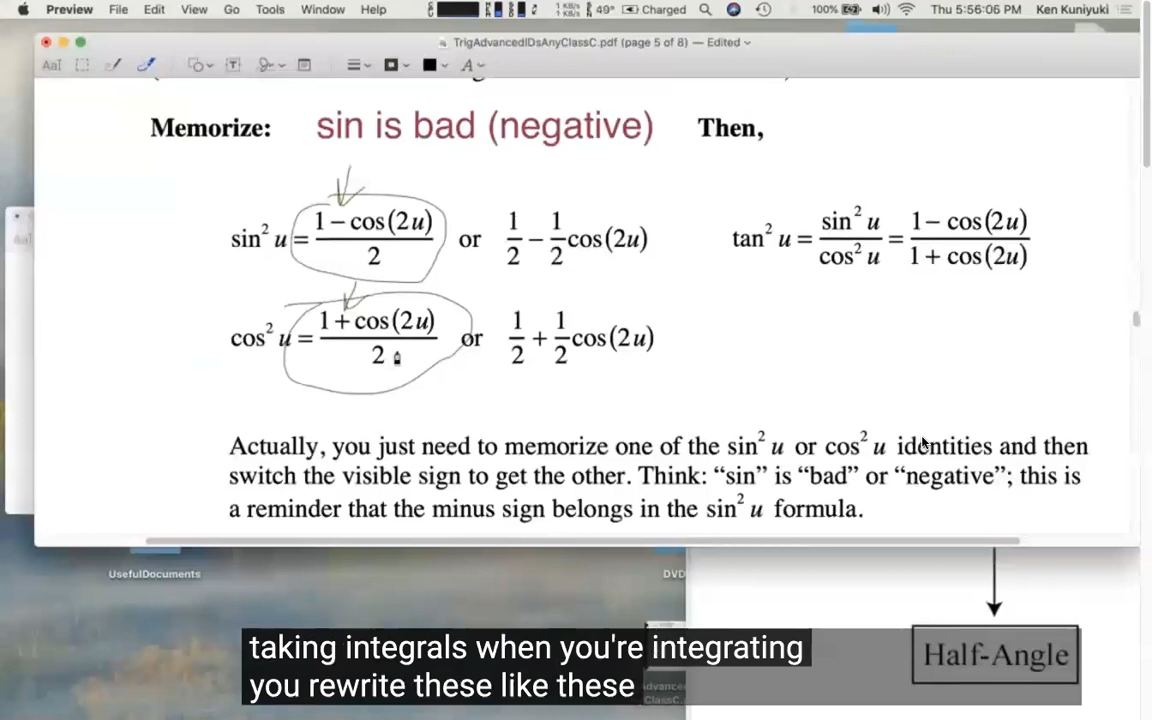 Preview File Edit View Go Tools Window Help 1 KB/s 1 KB/s 49° Charged 100% Thu 5:56:06 PM Ken Kuniyuki
TrigAdvancedIDsAnyClassC.pdf (page 5 of 8) — Edited
Memorize: sin is bad (negative) Then,
sin² u = (1 − cos(2u))/2 or 1/2 − 1/2 cos(2u) tan² u = sin² u/cos² u = (1 − cos(2u))/(1 + cos(2u))
cos² u = (1 + cos(2u))/2 or 1/2 + 1/2 cos(2u)
Actually, you just need to memorize one of the sin² u or cos² u identities and then
switch the visible sign to get the other. Think: “sin” is “bad” or “negative”; this is
a reminder that the minus sign belongs in the sin² u formula.
UsefulDocuments DVD
Half-Angle
taking integrals when you're integrating
you rewrite these like these